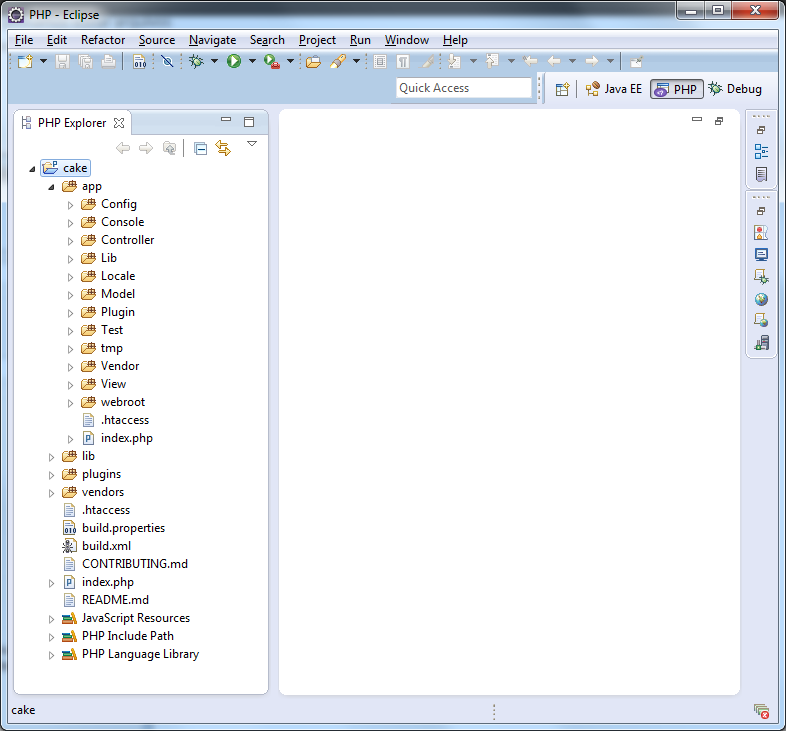 PHP - Eclipse
File Edit Refactor Source Navigate Search Project Run Window Help
Quick Access
Java EE PHP Debug
PHP Explorer
cake
app
Config
Console
Controller
Lib
Locale
Model
Plugin
Test
tmp
Vendor
View
webroot
.htaccess
index.php
lib
plugins
vendors
.htaccess
build.properties
build.xml
CONTRIBUTING.md
index.php
README.md
JavaScript Resources
PHP Include Path
PHP Language Library
cake